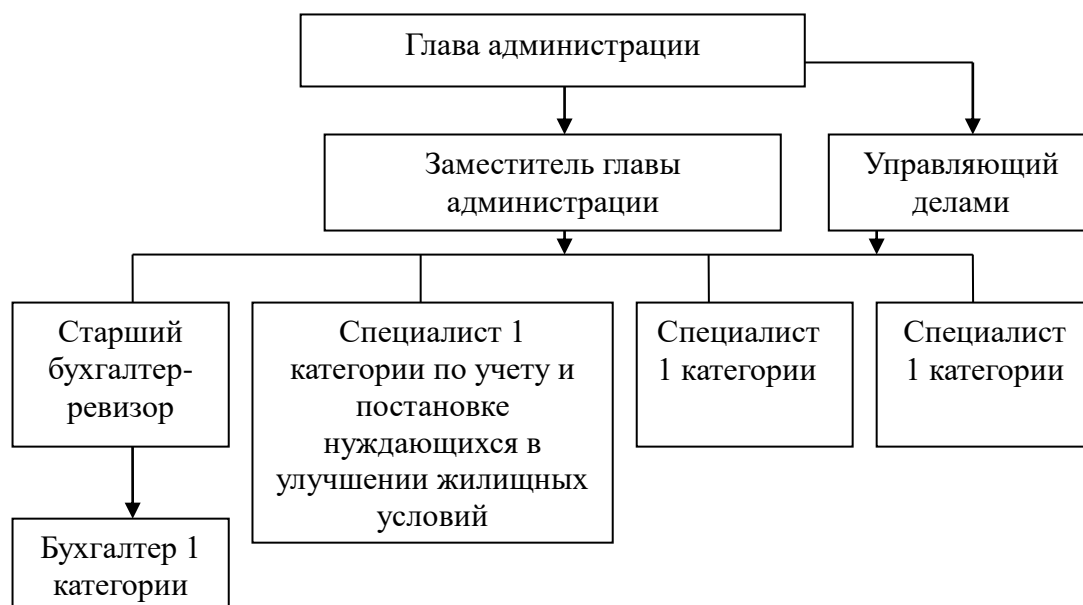 Глава администрации
Заместитель главы
администрации
Управляющий
делами
Старший
бухгалтер-
ревизор
Специалист 1
категории по учету и
постановке
нуждающихся в
улучшении жилищных
условий
Специалист
1 категории
Специалист
1 категории
Бухгалтер 1
категории